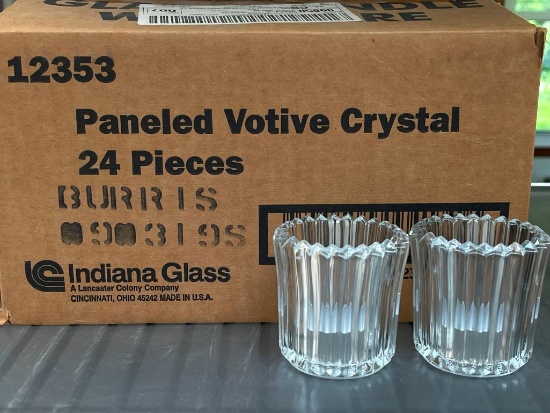 12353
Paneled Votive Crystal
24 Pieces
BURRIS
Indiana Glass
A Lancaster Colony Company
CINCINNATI, OHIO 45242 MADE IN U.S.A.